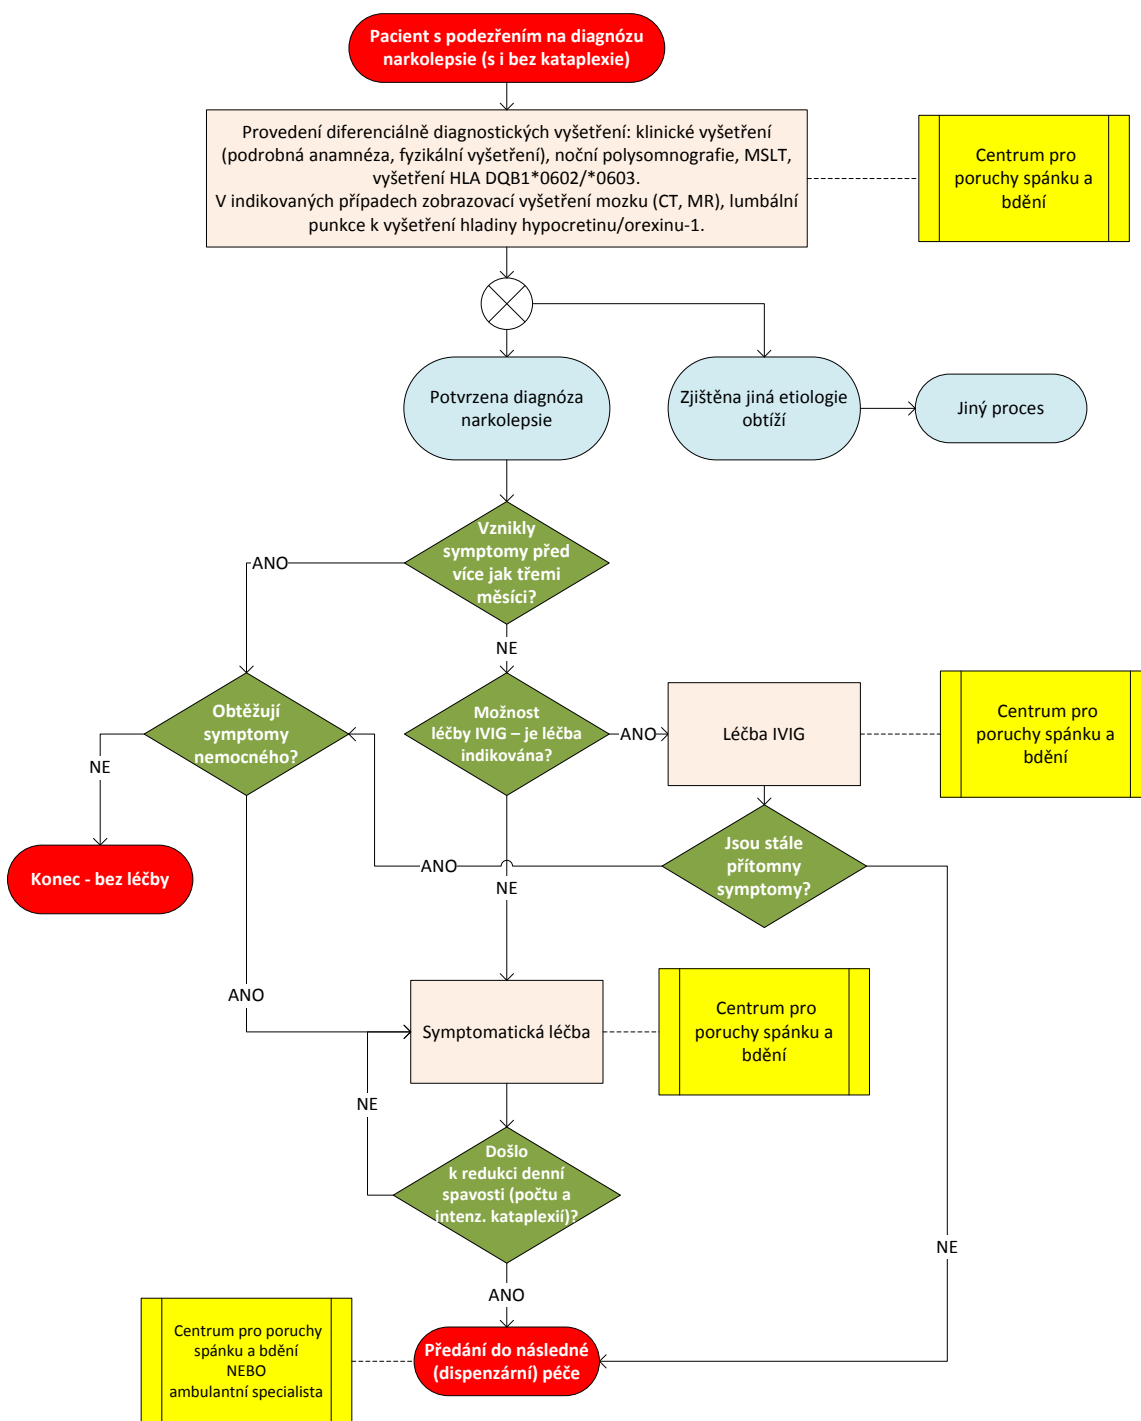 Pacient s podezřením na diagnózu
narkolepsie (s i bez kataplexie)
Provedení diferenciálně diagnostických vyšetření: klinické vyšetření
(podrobná anamnéza, fyzikální vyšetření), noční polysomnografie, MSLT,
vyšetření HLA DQB1*0602/*0603.
V indikovaných případech zobrazovací vyšetření mozku (CT, MR), lumbální
punkce k vyšetření hladiny hypocretinu/orexinu-1.
Centrum pro
poruchy spánku a
bdění
Potvrzena diagnóza
narkolepsie
Zjištěna jiná etiologie
obtíží
Jiný proces
Vznikly
symptomy před
více jak třemi
měsíci?
ANO
NE
Obtěžují
symptomy
nemocného?
Možnost
léčby IVIG – je léčba
indikována?
ANO
Léčba IVIG
Centrum pro
poruchy spánku a
bdění
NE
Konec - bez léčby
Jsou stále
přítomny
symptomy?
ANO
NE
ANO
Symptomatická léčba
Centrum pro
poruchy spánku a
bdění
NE
Došlo
k redukci denní
spavosti (počtu a
intenz. kataplexií)?
NE
ANO
Centrum pro poruchy
spánku a bdění
NEBO
ambulantní specialista
Předání do následné
(dispenzární) péče